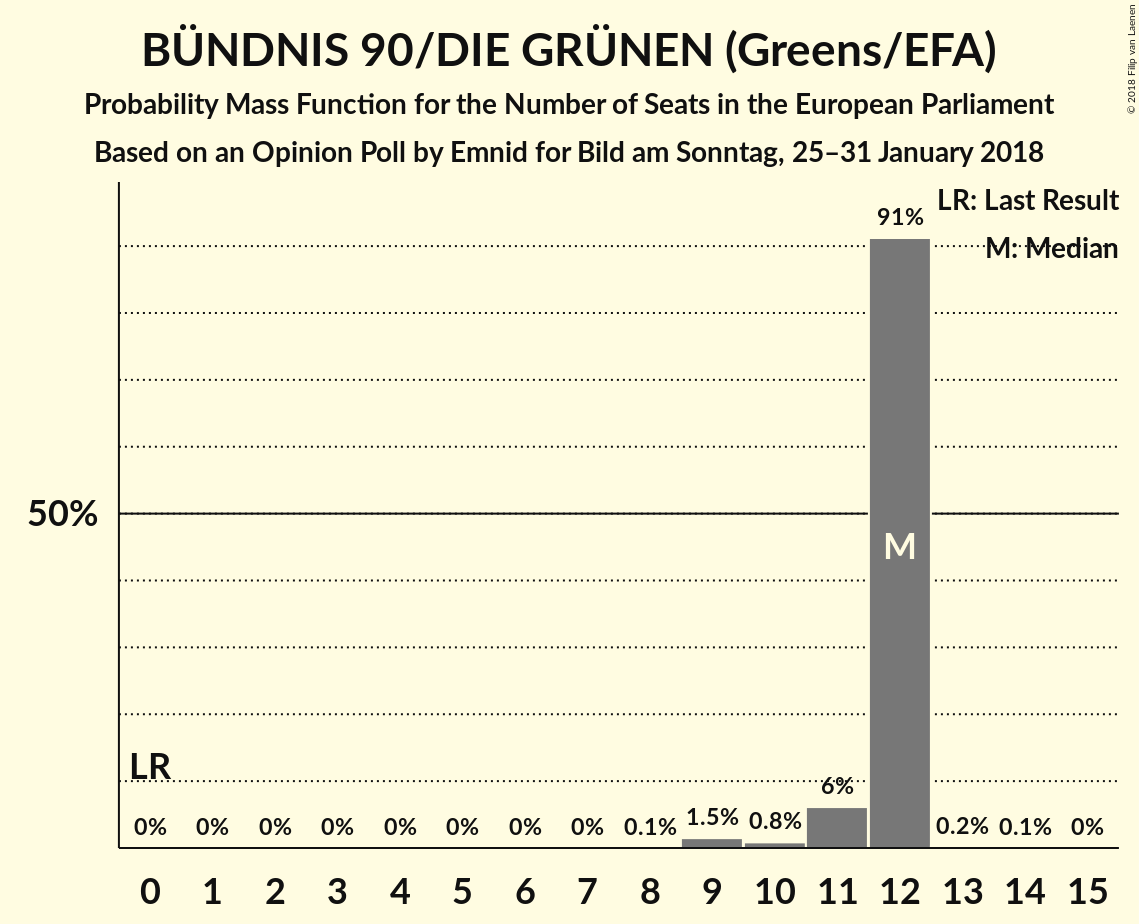 BÜNDNIS 90/DIE GRÜNEN (Greens/EFA)
Probability Mass Function for the Number of Seats in the European Parliament
Based on an Opinion Poll by Emnid for Bild am Sonntag, 25–31 January 2018
© 2018 Filip van Laenen
LR: Last Result
M: Median
91%
50%
M
LR
0% 0% 0% 0% 0% 0% 0% 0% 0.1% 1.5% 0.8% 6% 0.2% 0.1% 0%
0 1 2 3 4 5 6 7 8 9 10 11 12 13 14 15